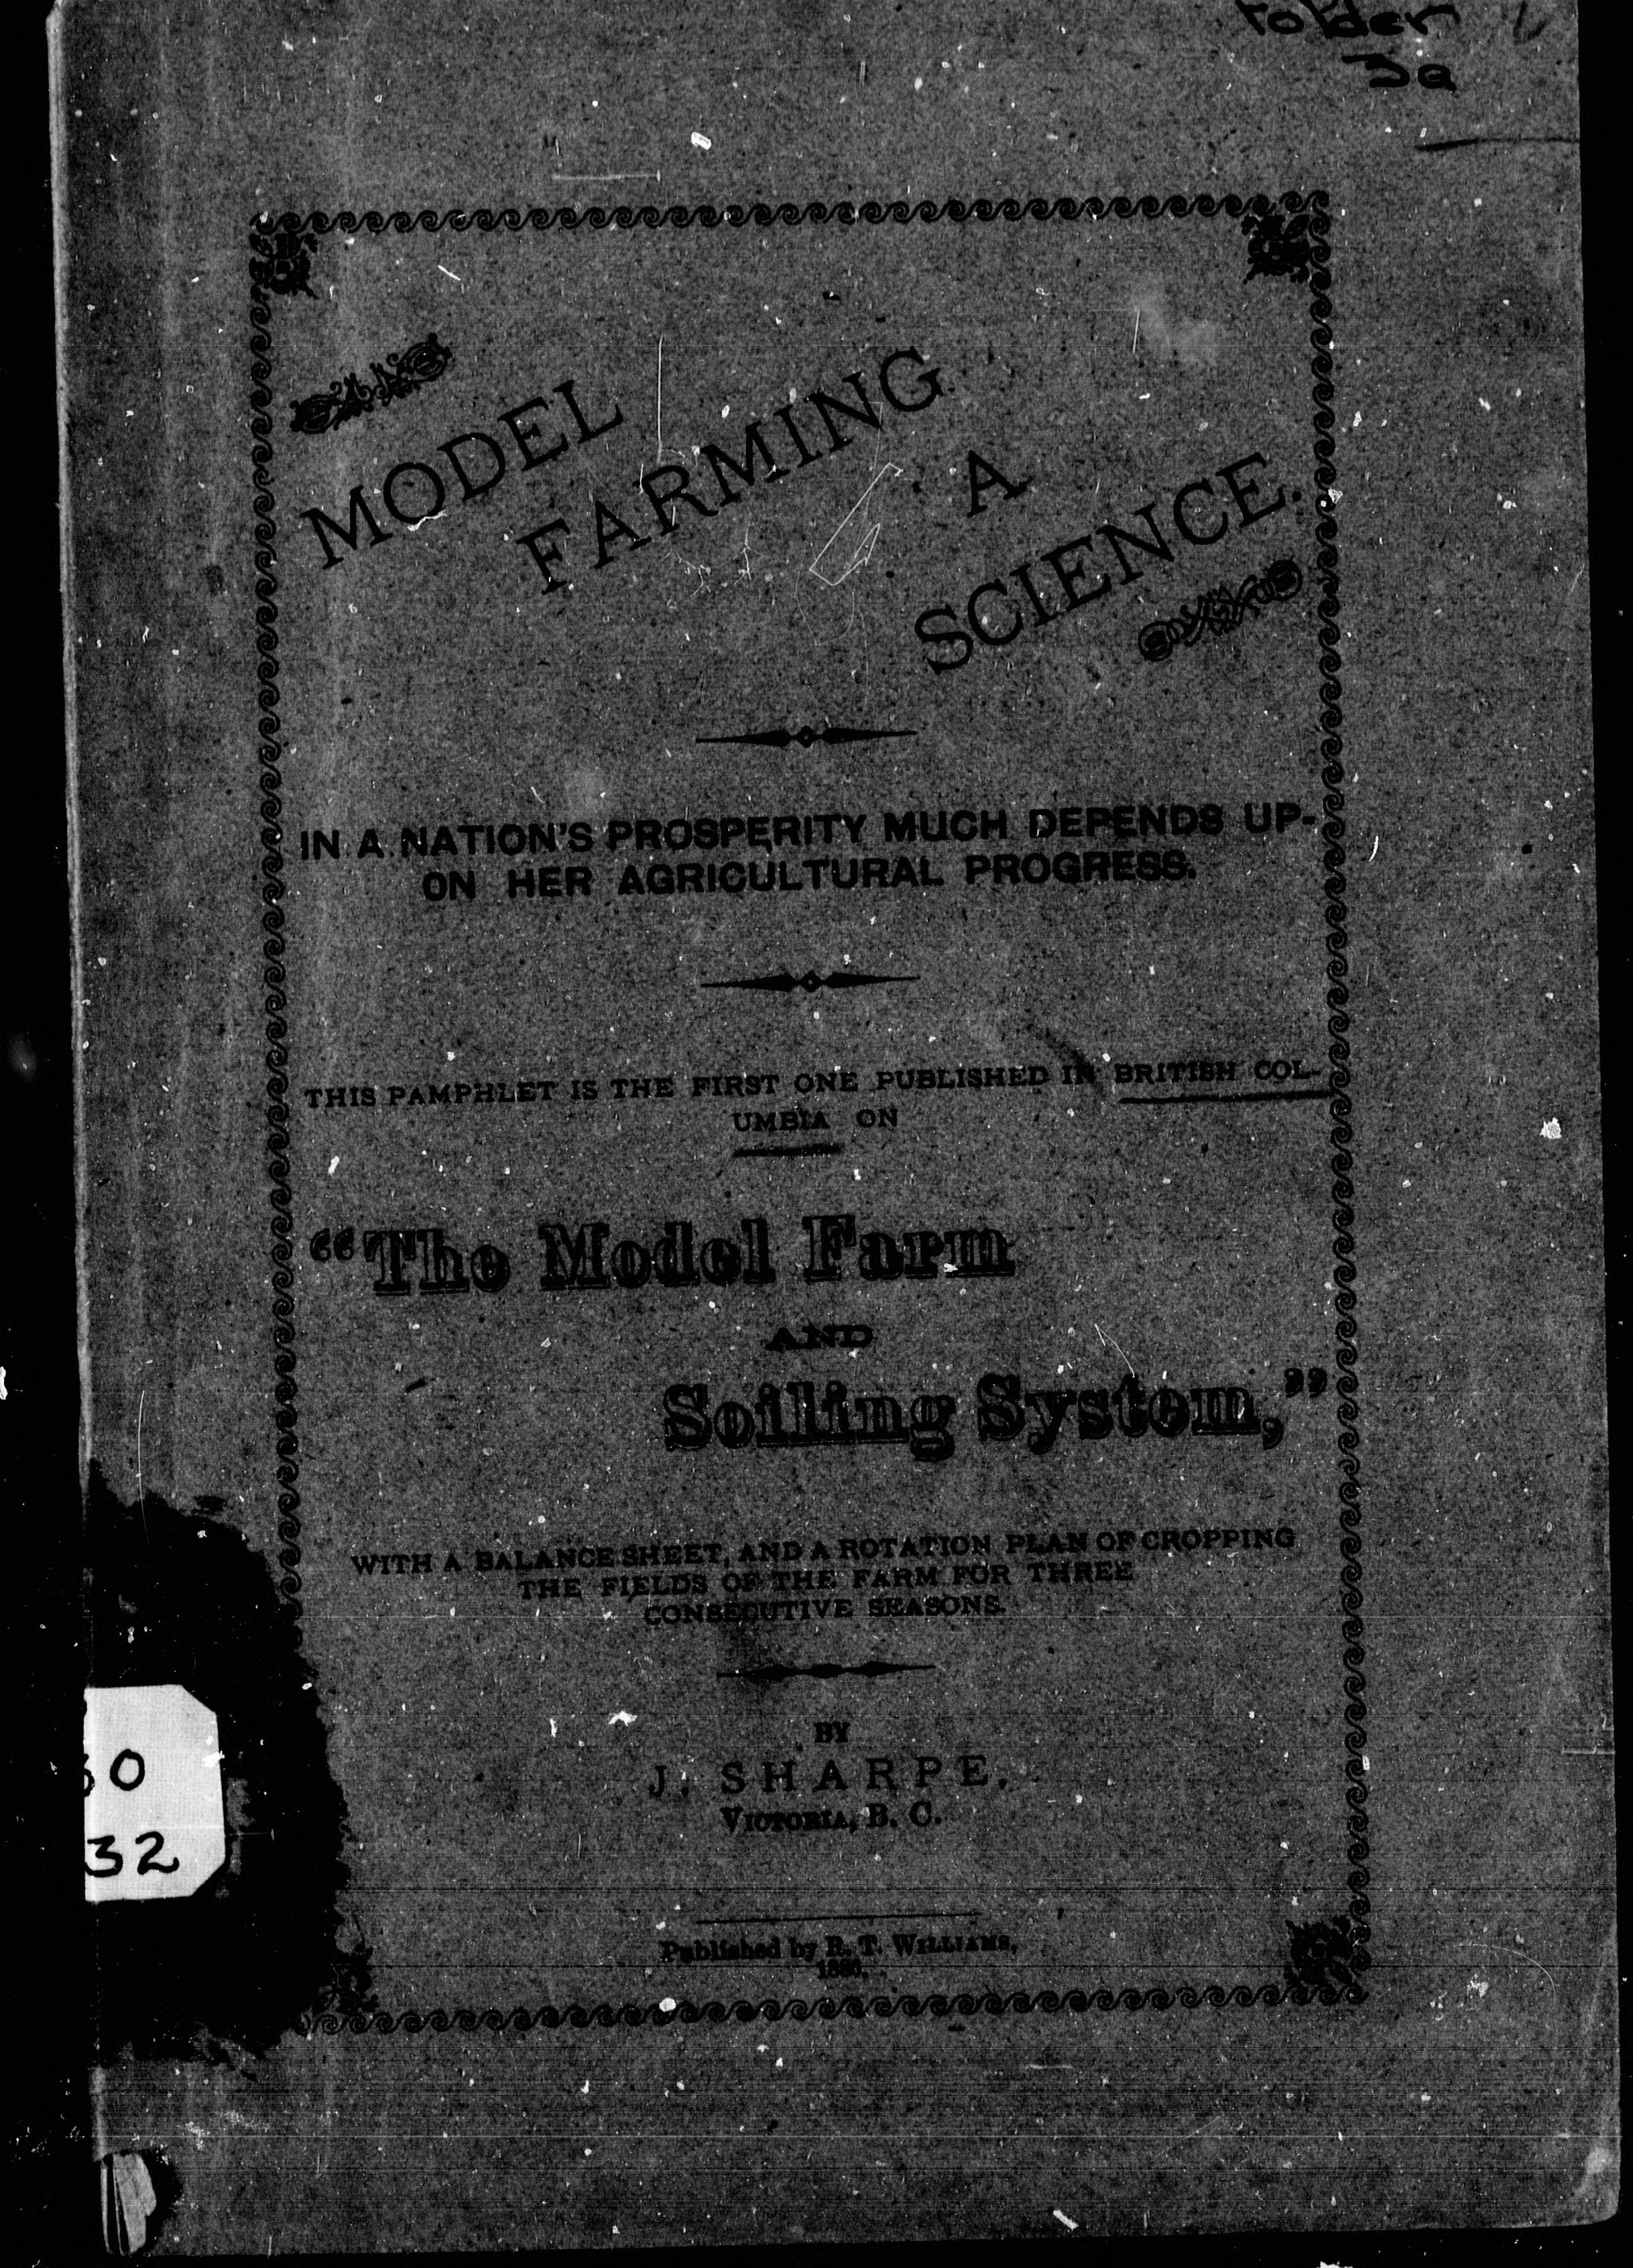 folder
3a
MODEL
FARMING
A
SCIENCE.
IN A NATION'S PROSPERITY MUCH DEPENDS UP-
ON HER AGRICULTURAL PROGRESS.
THIS PAMPHLET IS THE FIRST ONE PUBLISHED IN BRITISH COL-
UMBIA ON
“The Model Farm
AND
Soiling System,”
WITH A BALANCE SHEET, AND A ROTATION PLAN OF CROPPING
THE FIELDS OF THE FARM FOR THREE
CONSECUTIVE SEASONS.
BY
J. SHARPE.
VICTORIA, B. C.
Published by R. T. WILLIAMS,
0
32